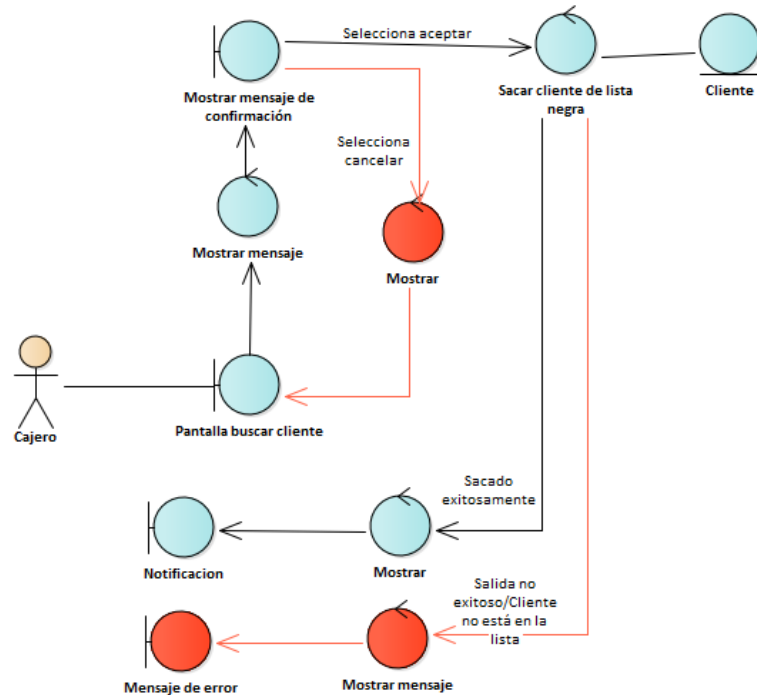 Selecciona aceptar
Mostrar mensaje de
confirmación
Sacar cliente de lista
negra
Cliente
Selecciona
cancelar
Mostrar mensaje
Mostrar
Cajero
Pantalla buscar cliente
Sacado
exitosamente
Notificacion
Mostrar
Salida no
exitoso/Cliente
no está en la
lista
Mensaje de error
Mostrar mensaje